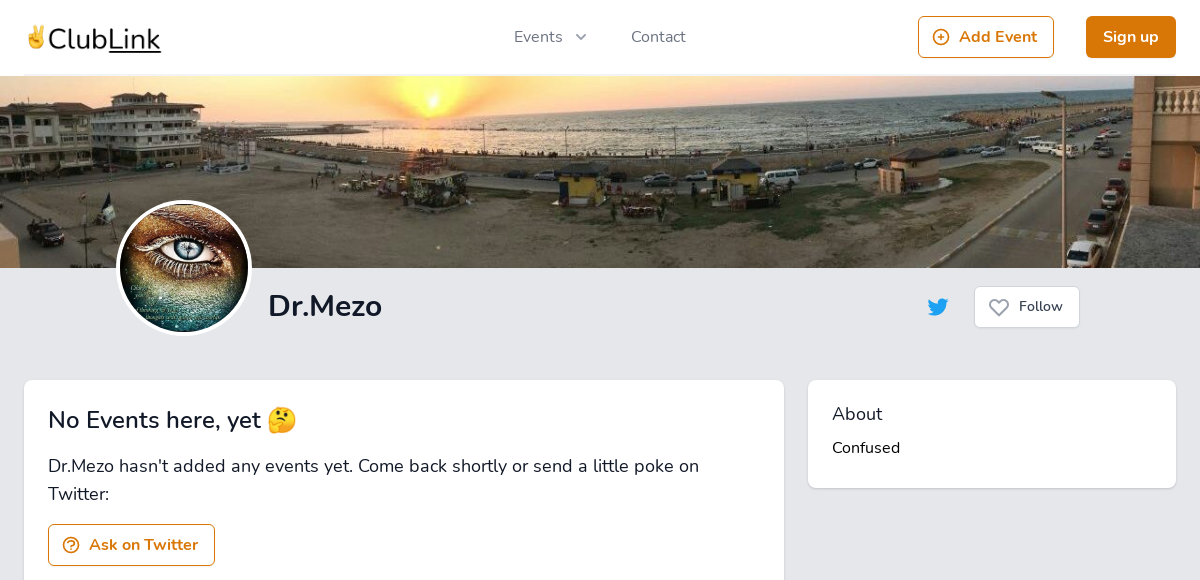 ✌️ClubLink
Events
Contact
Add Event
Sign up
Dr.Mezo
Follow
No Events here, yet 🤔
Dr.Mezo hasn't added any events yet. Come back shortly or send a little poke on
Twitter:
Ask on Twitter
About
Confused